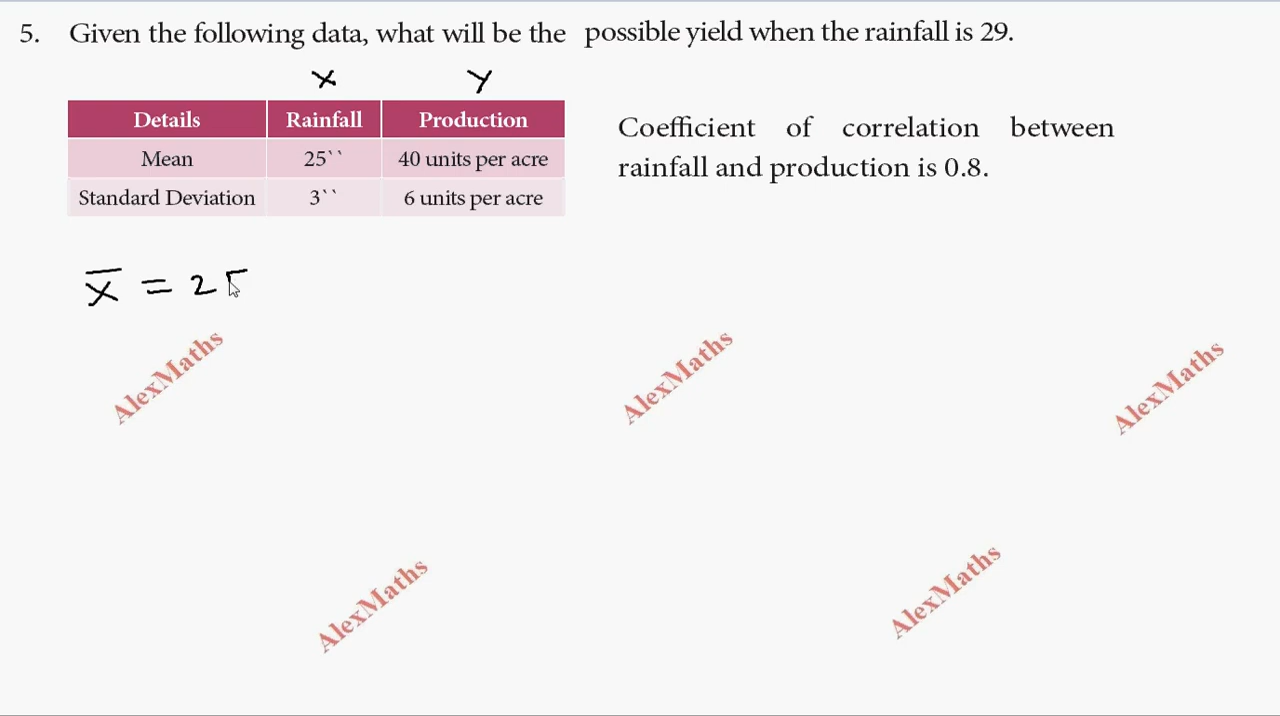 5. Given the following data, what will be the possible yield when the rainfall is 29.
X Y
Details Rainfall Production
Mean 25`` 40 units per acre
Standard Deviation 3`` 6 units per acre
Coefficient of correlation between
rainfall and production is 0.8.
X̅ = 25
AlexMaths
AlexMaths
AlexMaths
AlexMaths
AlexMaths